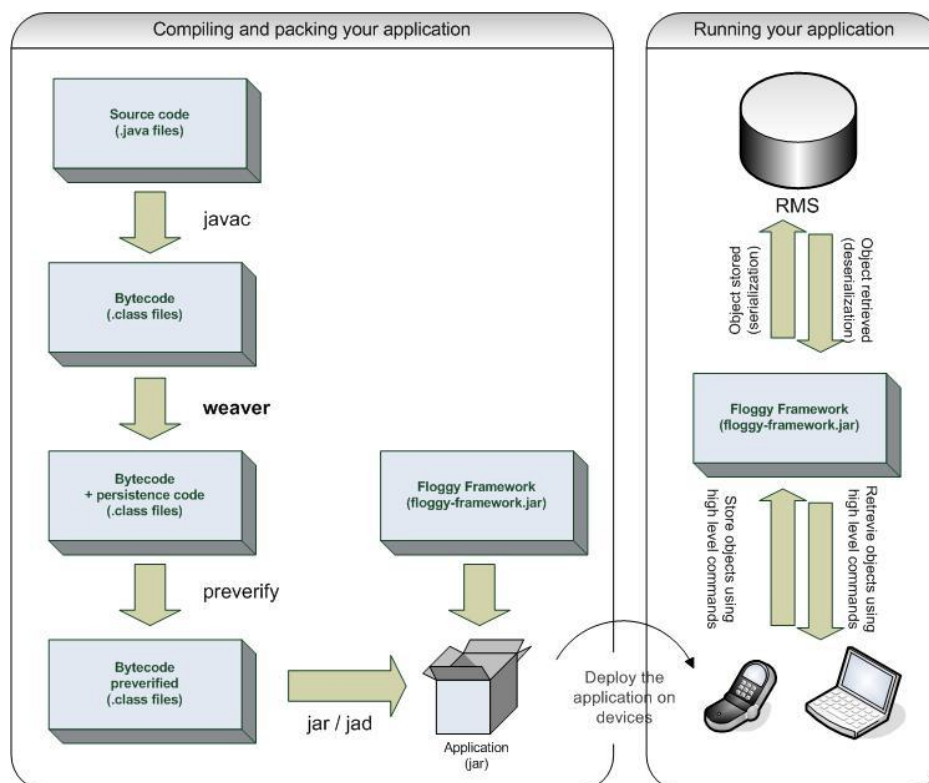 Compiling and packing your application
Source code
(.java files)
javac
Bytecode
(.class files)
weaver
Bytecode
+ persistence code
(.class files)
Floggy Framework
(floggy-framework.jar)
preverify
Bytecode
preverified
(.class files)
jar / jad
Application
(jar)
Deploy the
application on
devices
Running your application
RMS
Object stored
(serialization)
Object retrieved
(deserialization)
Floggy Framework
(floggy-framework.jar)
Store objects using
high level commands
Retrevie objects using
high level commands